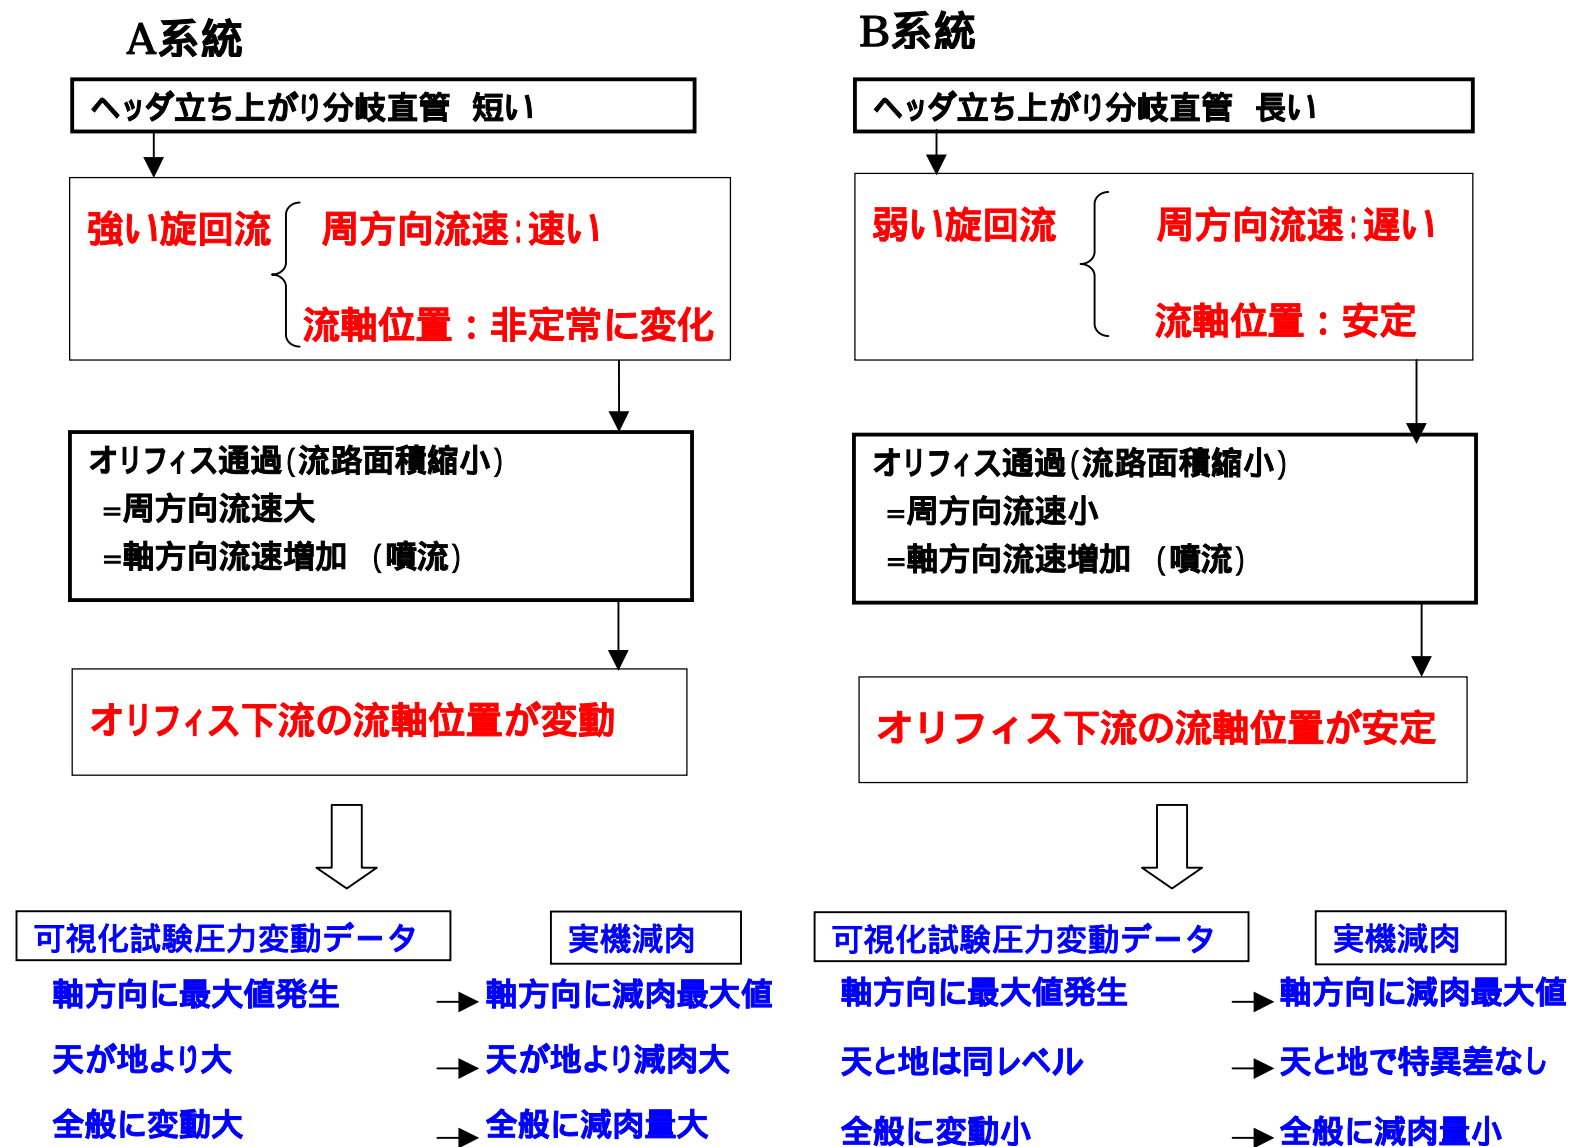 A系統
ヘッダ立ち上がり分岐直管 短い
強い旋回流 周方向流速:速い
流軸位置：非定常に変化
オリフィス通過(流路面積縮小)
=周方向流速大
=軸方向流速増加 (噴流)
オリフィス下流の流軸位置が変動
可視化試験圧力変動データ 実機減肉
軸方向に最大値発生 軸方向に減肉最大値
天が地より大 天が地より減肉大
全般に変動大 全般に減肉量大
B系統
ヘッダ立ち上がり分岐直管 長い
弱い旋回流 周方向流速:遅い
流軸位置：安定
オリフィス通過(流路面積縮小)
=周方向流速小
=軸方向流速増加 (噴流)
オリフィス下流の流軸位置が安定
可視化試験圧力変動データ 実機減肉
軸方向に最大値発生 軸方向に減肉最大値
天と地は同レベル 天と地で特異差なし
全般に変動小 全般に減肉量小